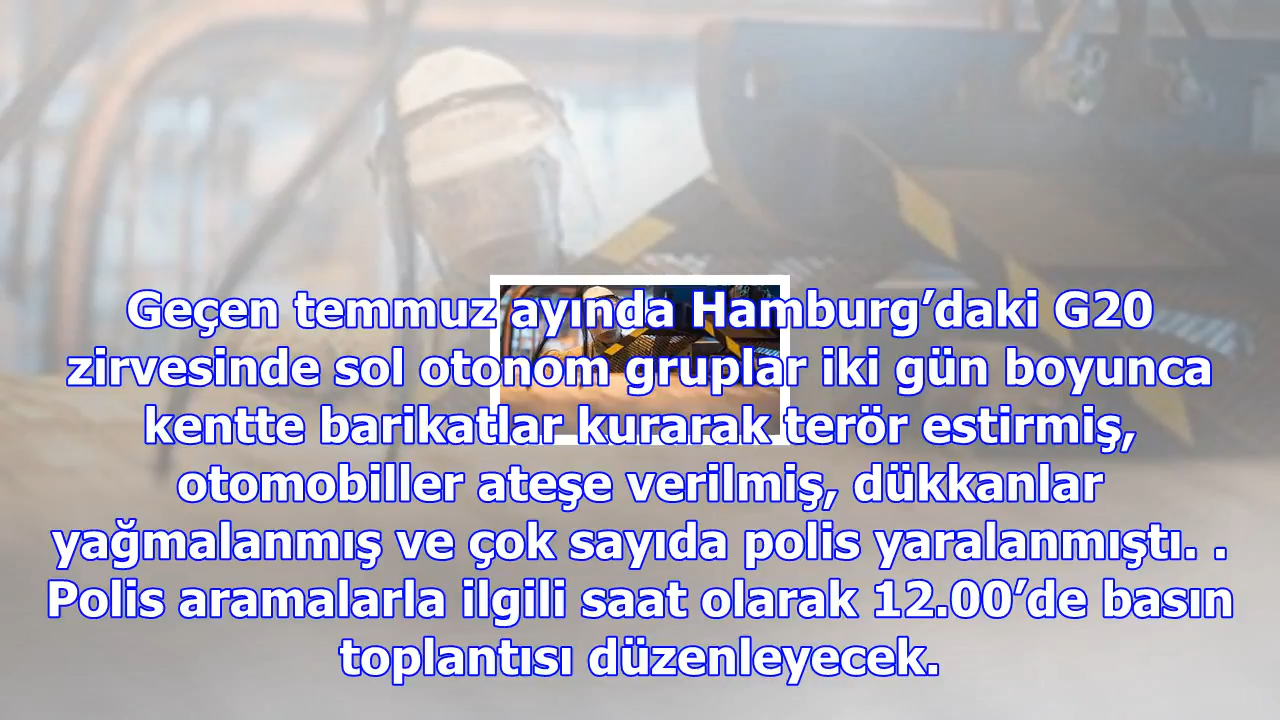 Geçen temmuz ayında Hamburg’daki G20
zirvesinde sol otonom gruplar iki gün boyunca
kentte barikatlar kurarak terör estirmiş,
otomobiller ateşe verilmiş, dükkanlar
yağmalanmış ve çok sayıda polis yaralanmıştı. .
Polis aramalarla ilgili saat olarak 12.00’de basın
toplantısı düzenleyecek.